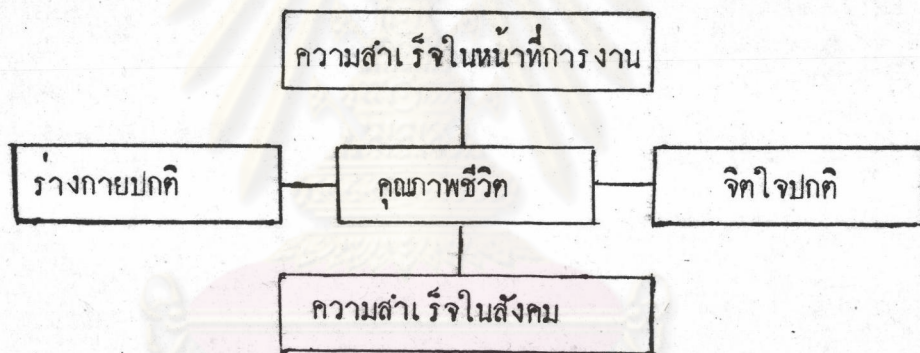 ความสำเร็จในหน้าที่การงาน
ร่างกายปกติ คุณภาพชีวิต จิตใจปกติ
ความสำเร็จในสังคม